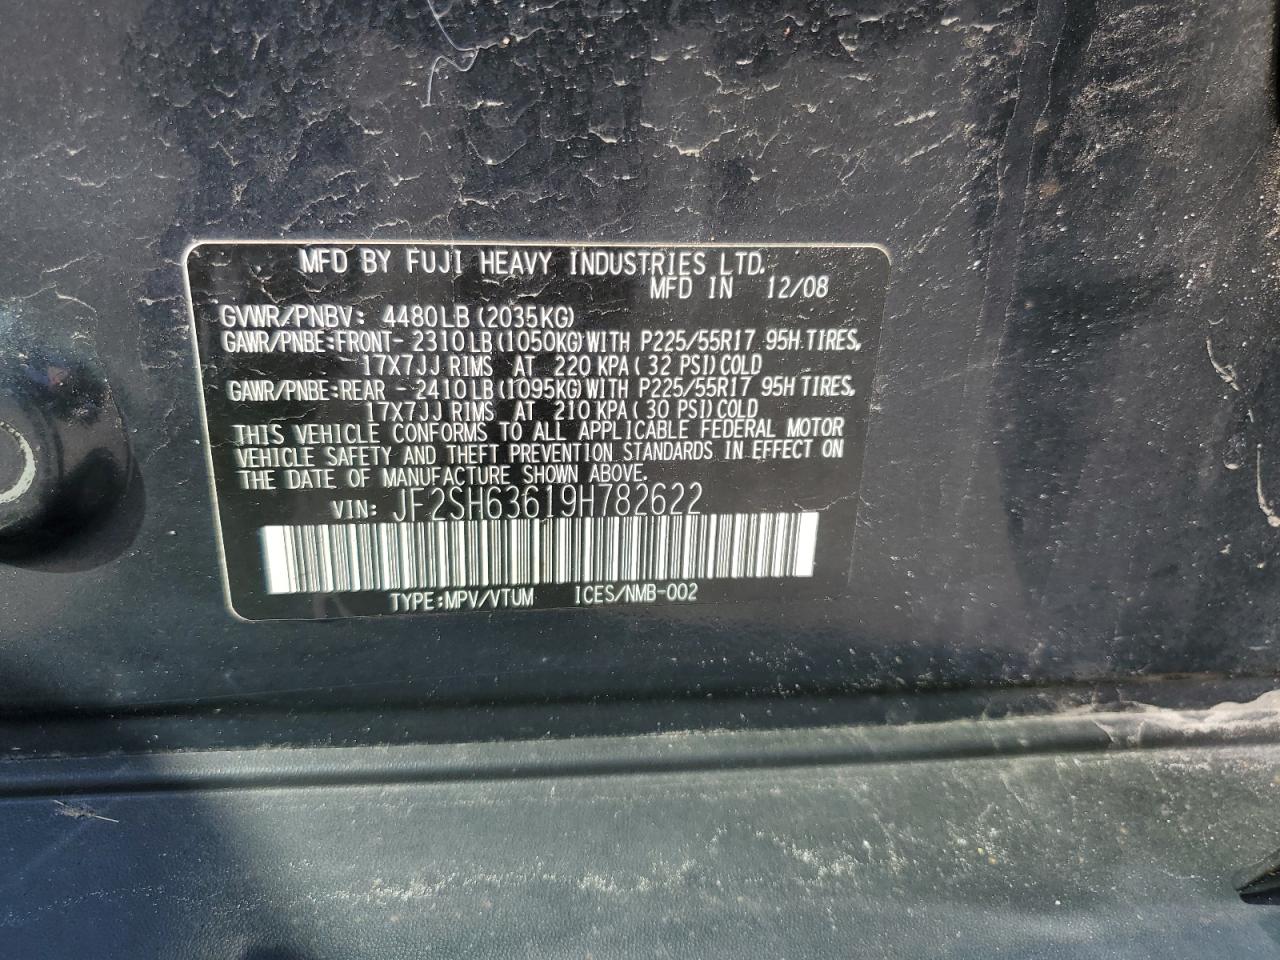 MFD BY FUJI HEAVY INDUSTRIES LTD.
MFD IN 12/08
GVWR/PNBV: 4480LB (2035KG)
GAWR/PNBE:FRONT- 2310LB (1050KG) WITH P225/55R17 95H TIRES,
17X7JJ RIMS AT 220 KPA ( 32 PSI) COLD
GAWR/PNBE:REAR - 2410LB (1095KG) WITH P225/55R17 95H TIRES,
17X7JJ RIMS AT 210 KPA ( 30 PSI) COLD
THIS VEHICLE CONFORMS TO ALL APPLICABLE FEDERAL MOTOR
VEHICLE SAFETY AND THEFT PREVENTION STANDARDS IN EFFECT ON
THE DATE OF MANUFACTURE SHOWN ABOVE.
VIN: JF2SH63619H782622
TYPE:MPV/VTUM ICES/NMB-002